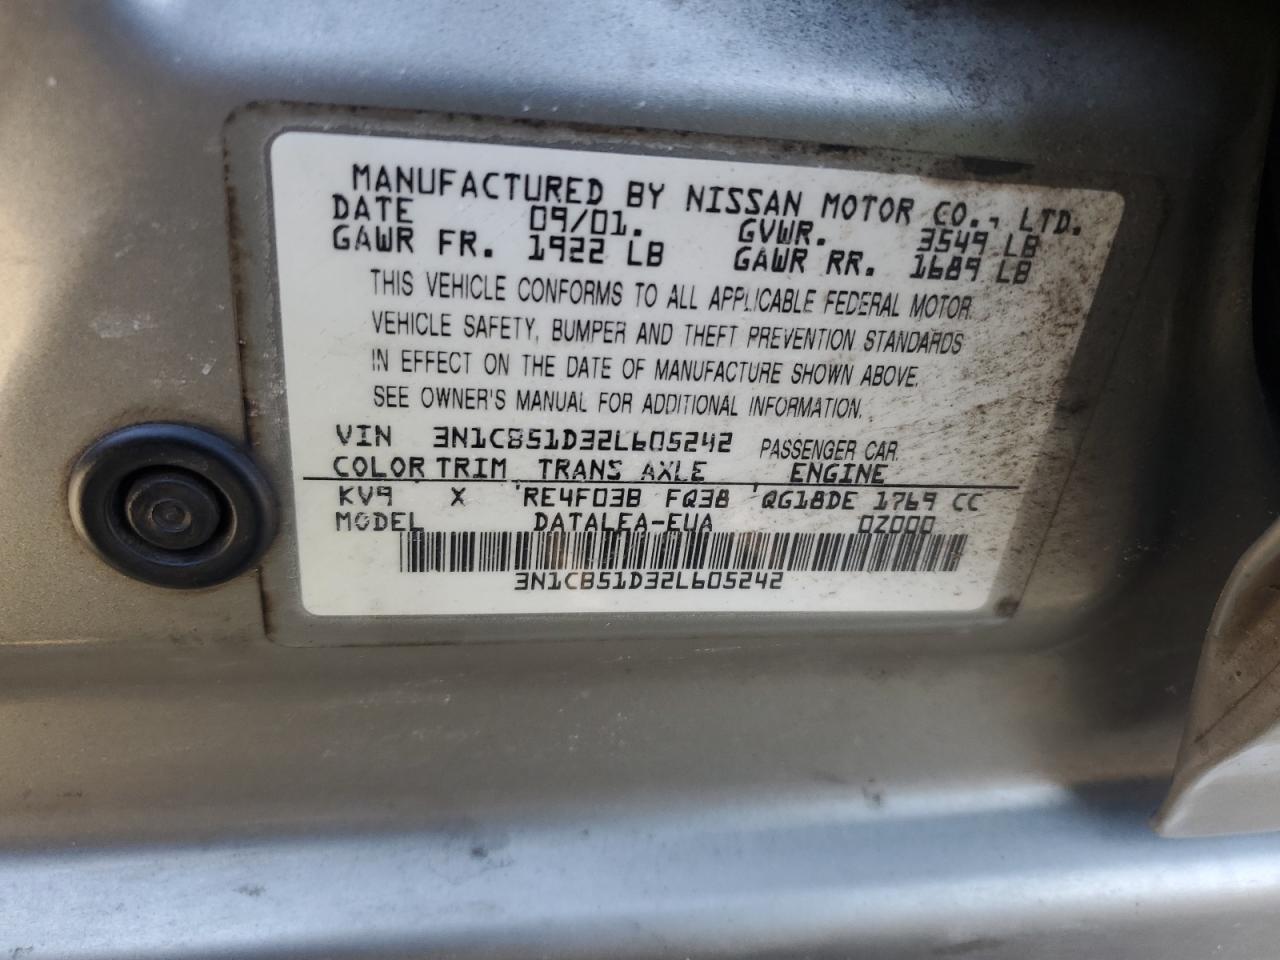 MANUFACTURED BY NISSAN MOTOR CO., LTD.
DATE 09/01. GVWR. 3549 LB
GAWR FR. 1922 LB GAWR RR. 1689 LB
THIS VEHICLE CONFORMS TO ALL APPLICABLE FEDERAL MOTOR
VEHICLE SAFETY, BUMPER AND THEFT PREVENTION STANDARDS
IN EFFECT ON THE DATE OF MANUFACTURE SHOWN ABOVE.
SEE OWNER'S MANUAL FOR ADDITIONAL INFORMATION.
VIN 3N1CB51D32L605242 PASSENGER CAR
COLOR TRIM TRANS AXLE ENGINE
KV9 X RE4F03B FQ38 QG18DE 1769 CC
MODEL DATALEA-EUA 0Z000
3N1CB51D32L605242